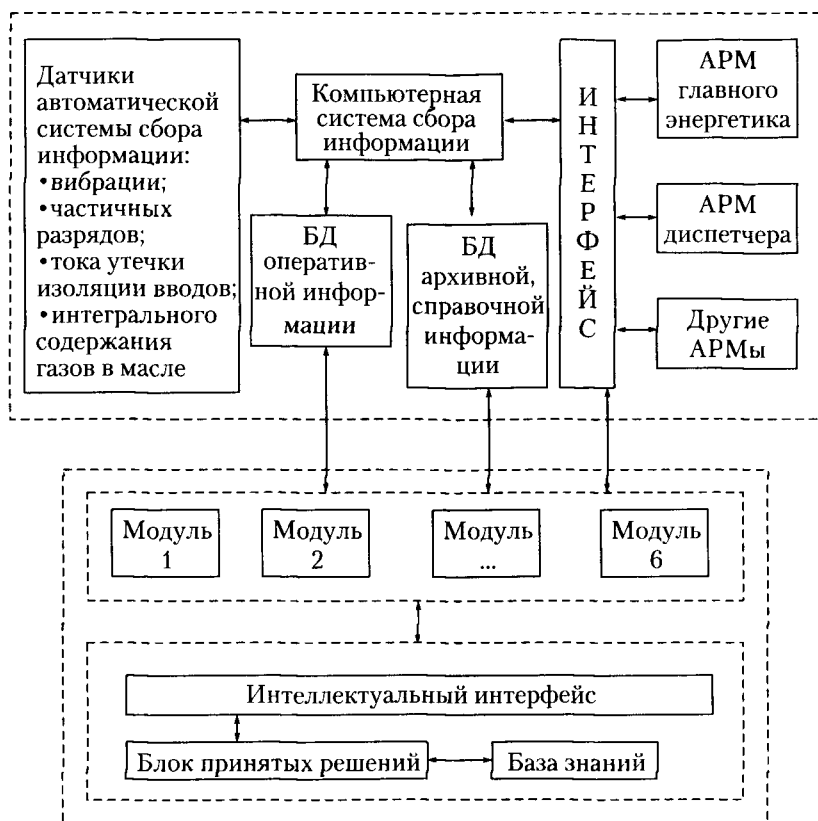 Датчики
автоматической
системы сбора
информации:
•вибрации;
•частичных
разрядов;
•тока утечки
изоляции вводов;
•интегрального
содержания
газов в масле
Компьютерная
система сбора
информации
БД
оператив-
ной инфор-
мации
БД
архивной,
справочной
информа-
ции
И
Н
Т
Е
Р
Ф
Е
Й
С
АРМ
главного
энергетика
АРМ
диспетчера
Другие
АРМы
Модуль
1
Модуль
2
Модуль
...
Модуль
6
Интеллектуальный интерфейс
Блок принятых решений
База знаний